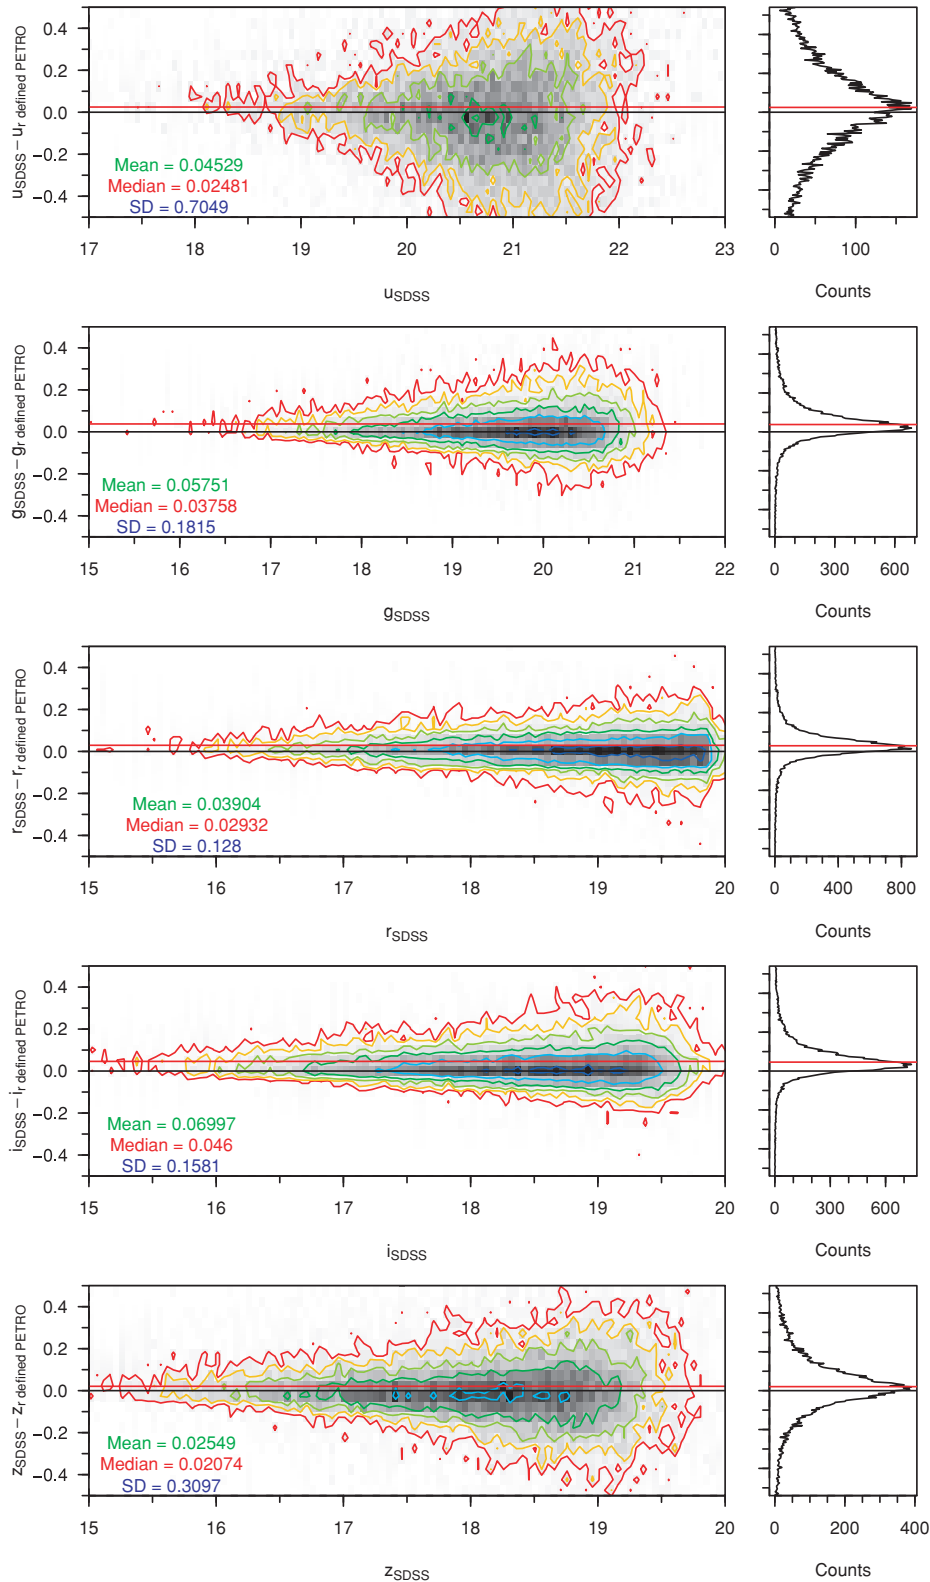 uSDSS − ur defined PETRO
0.4
0.2
0.0
−0.2
−0.4
Mean = 0.04529
Median = 0.02481
SD = 0.7049
17 18 19 20 21 22 23
0 100
uSDSS
Counts
gSDSS − gr defined PETRO
0.4
0.2
0.0
−0.2
−0.4
Mean = 0.05751
Median = 0.03758
SD = 0.1815
15 16 17 18 19 20 21 22
0 300 600
gSDSS
Counts
rSDSS − rr defined PETRO
0.4
0.2
0.0
−0.2
−0.4
Mean = 0.03904
Median = 0.02932
SD = 0.128
15 16 17 18 19 20
0 400 800
rSDSS
Counts
iSDSS − ir defined PETRO
0.4
0.2
0.0
−0.2
−0.4
Mean = 0.06997
Median = 0.046
SD = 0.1581
15 16 17 18 19 20
0 300 600
iSDSS
Counts
zSDSS − zr defined PETRO
0.4
0.2
0.0
−0.2
−0.4
Mean = 0.02549
Median = 0.02074
SD = 0.3097
15 16 17 18 19 20
0 200 400
zSDSS
Counts